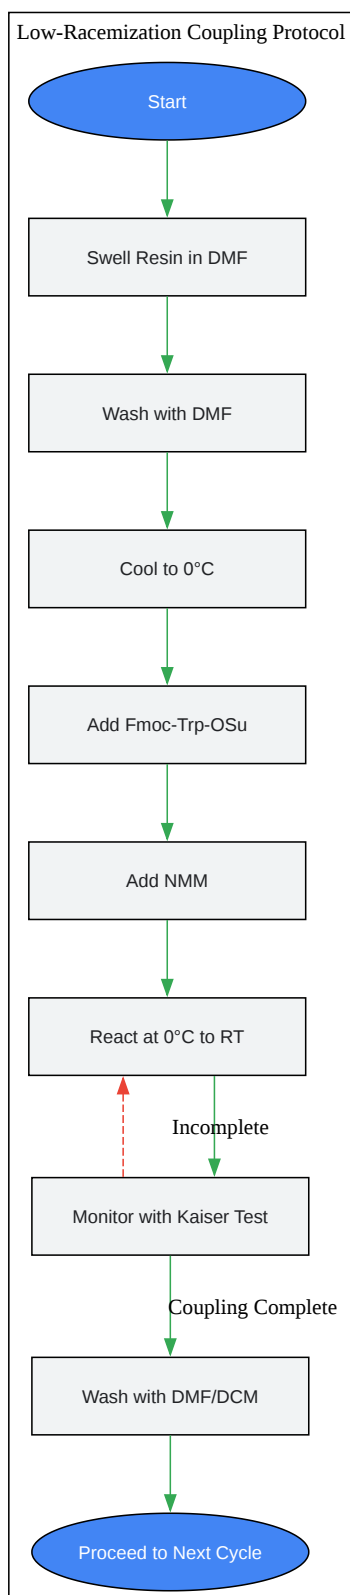 Low-Racemization Coupling Protocol
Start
Swell Resin in DMF
Wash with DMF
Cool to 0°C
Add Fmoc-Trp-OSu
Add NMM
React at 0°C to RT
Incomplete
Monitor with Kaiser Test
Coupling Complete
Wash with DMF/DCM
Proceed to Next Cycle